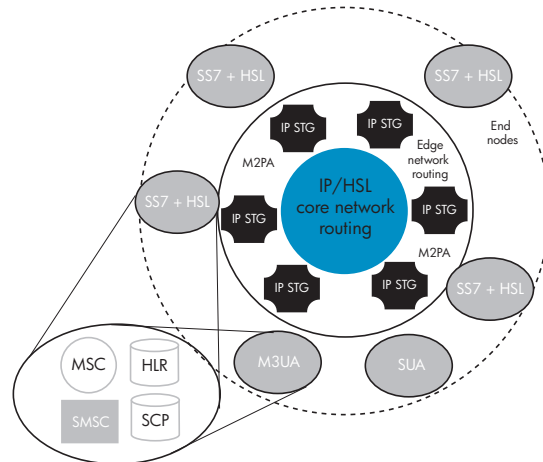 SS7 + HSL
SS7 + HSL
IP STG
IP STG
End
nodes
Edge
network
routing
M2PA
IP/HSL
core network
routing
SS7 + HSL
IP STG
IP STG
M2PA
IP STG
IP STG
SS7 + HSL
M3UA
SUA
MSC
HLR
SMSC
SCP